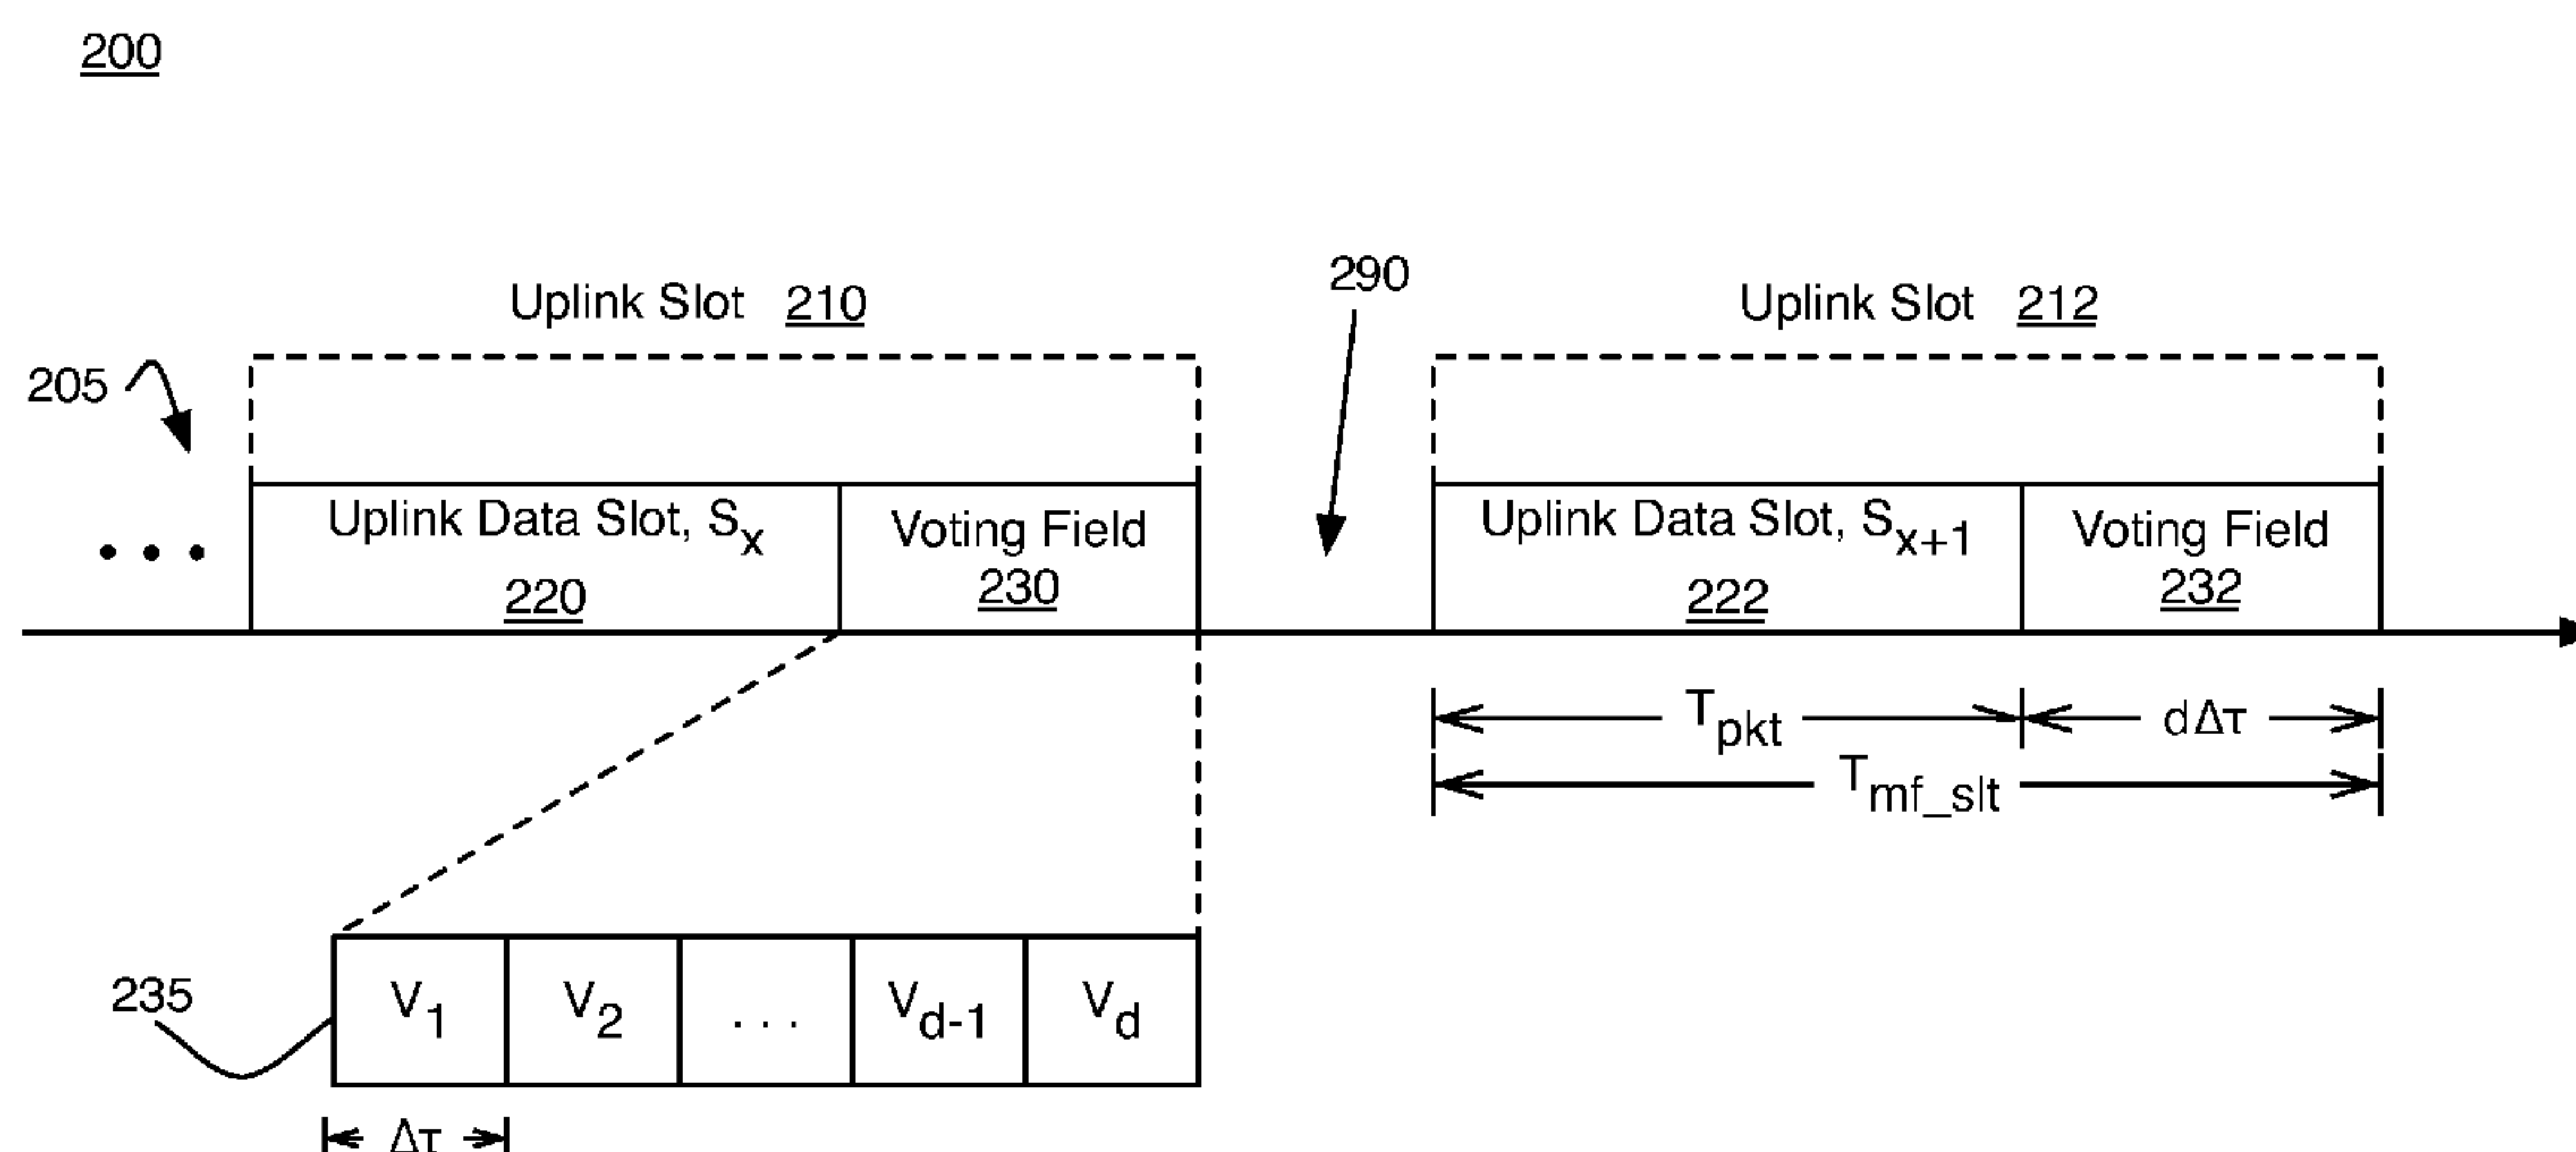 200
290
Uplink Slot 210
Uplink Slot 212
205
Uplink Data Slot, Sx
220
Voting Field
230
Uplink Data Slot, Sx+1
222
Voting Field
232
• • •
Tpkt
dΔτ
Tmf_slt
235
V1
V2
. . .
Vd-1
Vd
Δτ